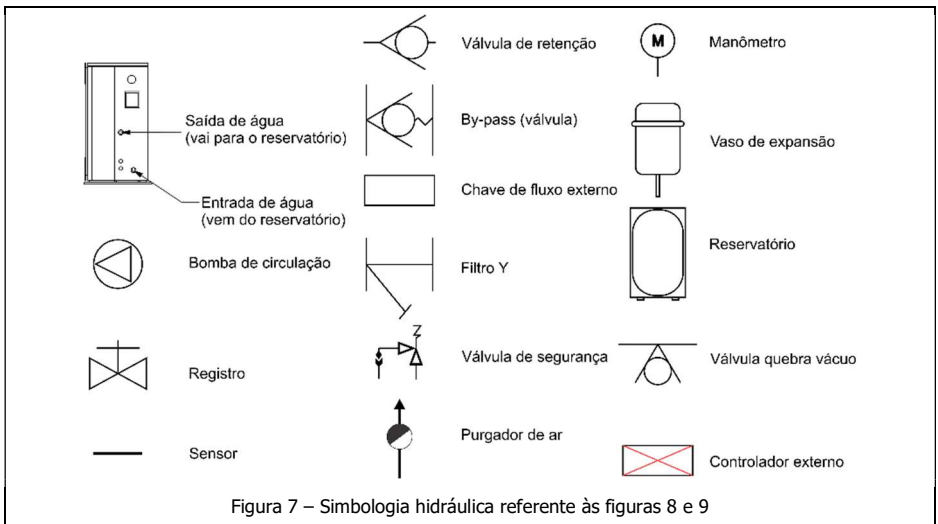 Saída de água
(vai para o reservatório)
Entrada de água
(vem do reservatório)
Bomba de circulação
Registro
Sensor
Válvula de retenção
By-pass (válvula)
Chave de fluxo externo
Filtro Y
Z
Válvula de segurança
Purgador de ar
M
Manômetro
Vaso de expansão
Reservatório
Válvula quebra vácuo
Controlador externo
Figura 7 – Simbologia hidráulica referente às figuras 8 e 9